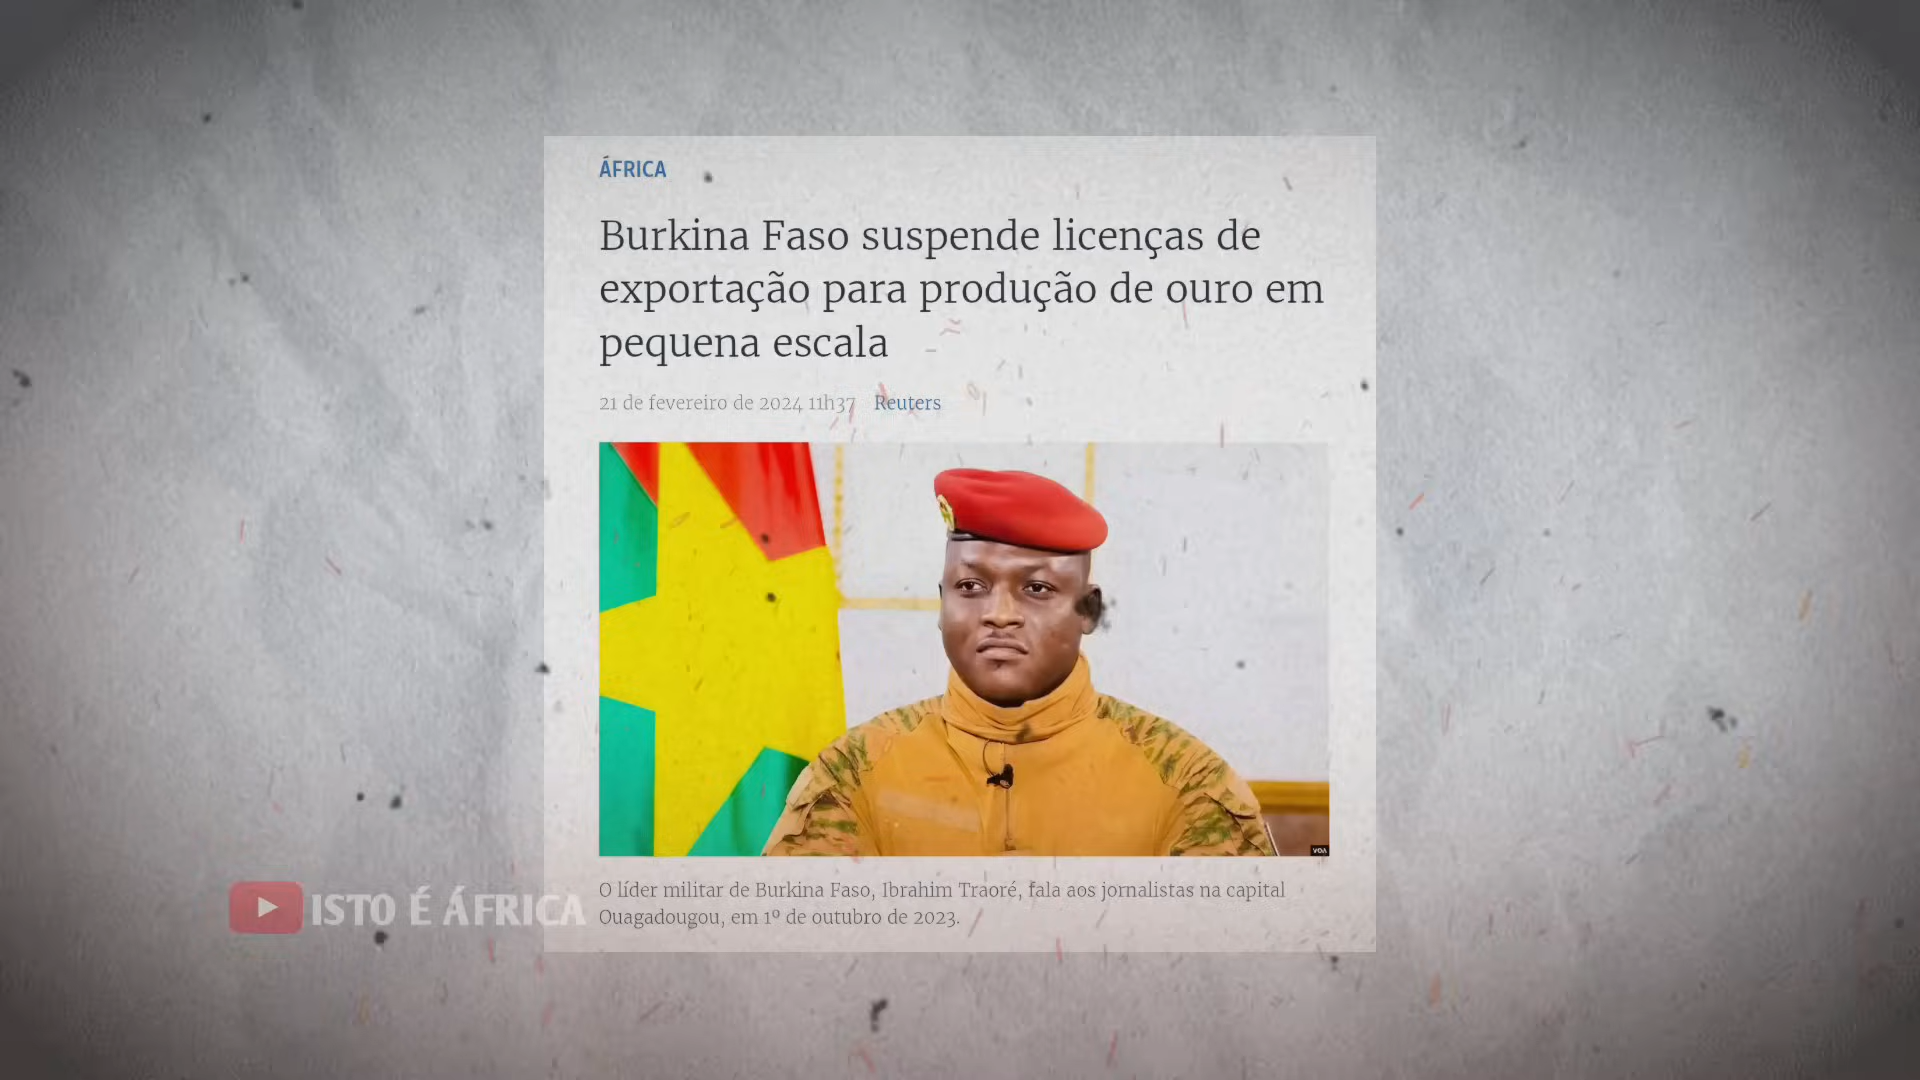 ÁFRICA
Burkina Faso suspende licenças de
exportação para produção de ouro em
pequena escala
21 de fevereiro de 2024 11h37 Reuters
VOA
O líder militar de Burkina Faso, Ibrahim Traoré, fala aos jornalistas na capital
Ouagadougou, em 1º de outubro de 2023.
ISTO É ÁFRICA